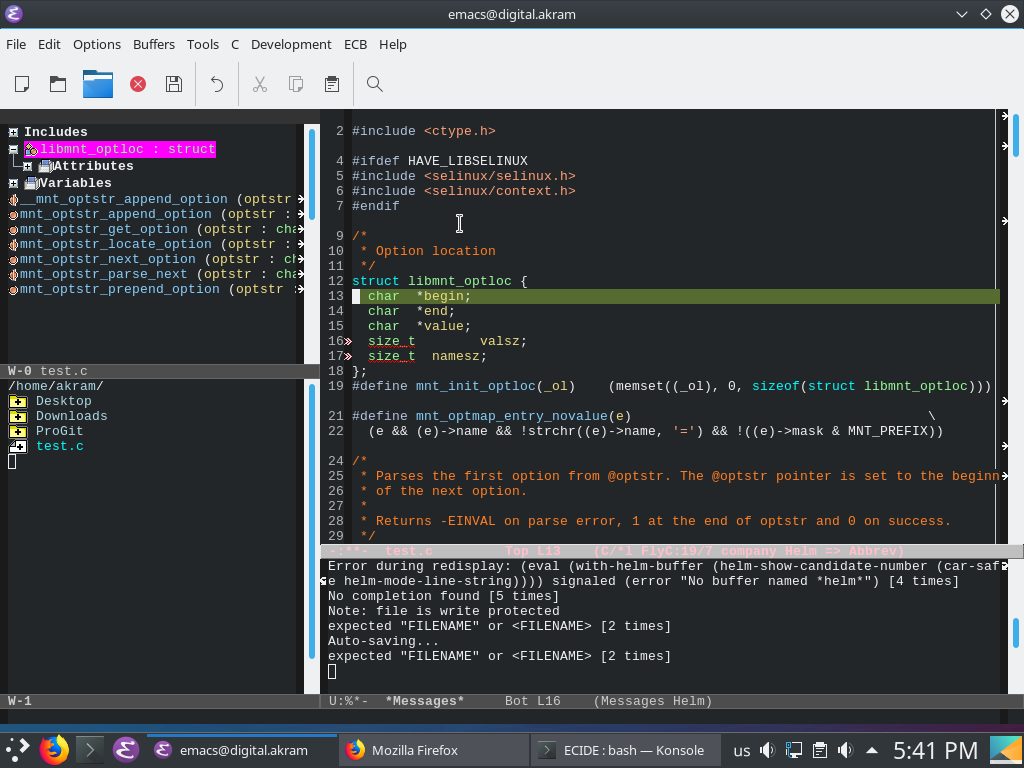 emacs@digital.akram
File Edit Options Buffers Tools C Development ECB Help
Includes
libmnt_optloc : struct
Attributes
Variables
__mnt_optstr_append_option (optstr
mnt_optstr_append_option (optstr :
mnt_optstr_get_option (optstr : cha
mnt_optstr_locate_option (optstr :
mnt_optstr_next_option (optstr : ch
mnt_optstr_parse_next (optstr : cha
mnt_optstr_prepend_option (optstr :
W-0 test.c
/home/akram/
Desktop
Downloads
ProGit
test.c
W-1
2 #include <ctype.h>
4 #ifdef HAVE_LIBSELINUX
5 #include <selinux/selinux.h>
6 #include <selinux/context.h>
7 #endif
9 /*
10 * Option location
11 */
12 struct libmnt_optloc {
13 char *begin;
14 char *end;
15 char *value;
16 size_t valsz;
17 size_t namesz;
18 };
19 #define mnt_init_optloc(_ol) (memset((_ol), 0, sizeof(struct libmnt_optloc)))
21 #define mnt_optmap_entry_novalue(e) \
22 (e && (e)->name && !strchr((e)->name, '=') && !((e)->mask & MNT_PREFIX))
24 /*
25 * Parses the first option from @optstr. The @optstr pointer is set to the beginn
26 * of the next option.
27 *
28 * Returns -EINVAL on parse error, 1 at the end of optstr and 0 on success.
29 */
-:**- test.c Top L13 (C/*l FlyC:19/7 company Helm => Abbrev)
Error during redisplay: (eval (with-helm-buffer (helm-show-candidate-number (car-saf
e helm-mode-line-string)))) signaled (error "No buffer named *helm*") [4 times]
No completion found [5 times]
Note: file is write protected
expected "FILENAME" or <FILENAME> [2 times]
Auto-saving...
expected "FILENAME" or <FILENAME> [2 times]
U:%*- *Messages* Bot L16 (Messages Helm)
emacs@digital.akram
Mozilla Firefox
ECIDE : bash — Konsole
us
5:41 PM